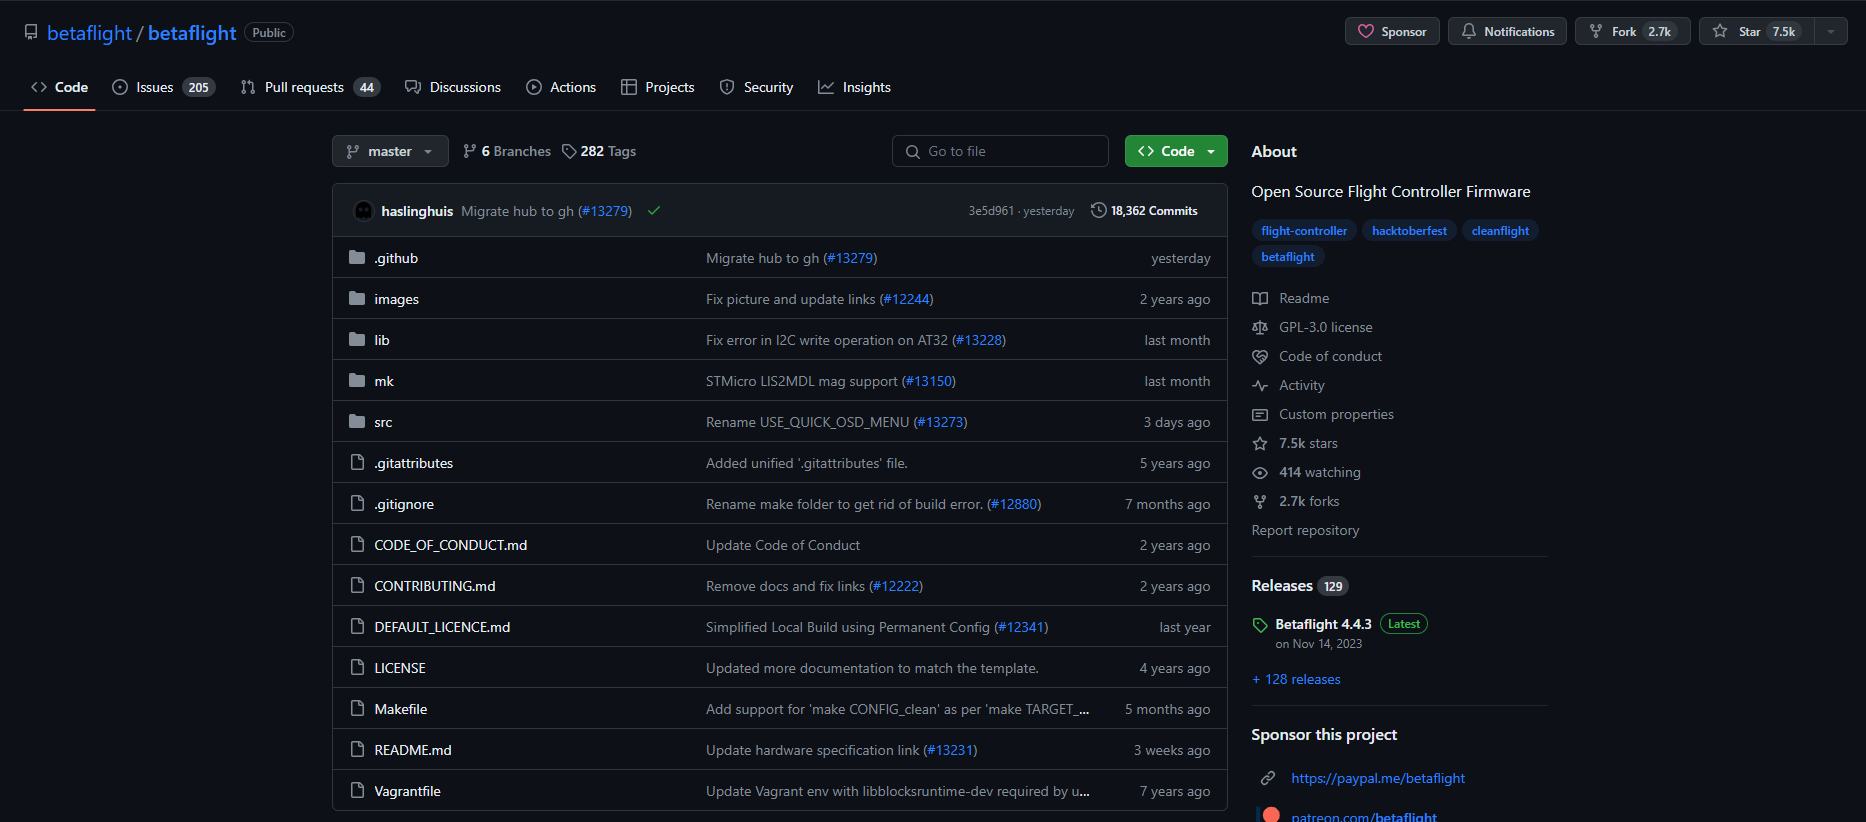 betaflight / betaflight Public Sponsor Notifications Fork 2.7k Star 7.5k
Code Issues 205 Pull requests 44 Discussions Actions Projects Security Insights
master 6 Branches 282 Tags Go to file Code
haslinghuis Migrate hub to gh (#13279) 3e5d961 · yesterday 18,362 Commits
.github Migrate hub to gh (#13279) yesterday
images Fix picture and update links (#12244) 2 years ago
lib Fix error in I2C write operation on AT32 (#13228) last month
mk STMicro LIS2MDL mag support (#13150) last month
src Rename USE_QUICK_OSD_MENU (#13273) 3 days ago
.gitattributes Added unified '.gitattributes' file. 5 years ago
.gitignore Rename make folder to get rid of build error. (#12880) 7 months ago
CODE_OF_CONDUCT.md Update Code of Conduct 2 years ago
CONTRIBUTING.md Remove docs and fix links (#12222) 2 years ago
DEFAULT_LICENCE.md Simplified Local Build using Permanent Config (#12341) last year
LICENSE Updated more documentation to match the template. 4 years ago
Makefile Add support for 'make CONFIG_clean' as per 'make TARGET_... 5 months ago
README.md Update hardware specification link (#13231) 3 weeks ago
Vagrantfile Update Vagrant env with libblocksruntime-dev required by u... 7 years ago
About
Open Source Flight Controller Firmware
flight-controller hacktoberfest cleanflight
betaflight
Readme
GPL-3.0 license
Code of conduct
Activity
Custom properties
7.5k stars
414 watching
2.7k forks
Report repository
Releases 129
Betaflight 4.4.3 Latest
on Nov 14, 2023
+ 128 releases
Sponsor this project
https://paypal.me/betaflight
patreon.com/betaflight